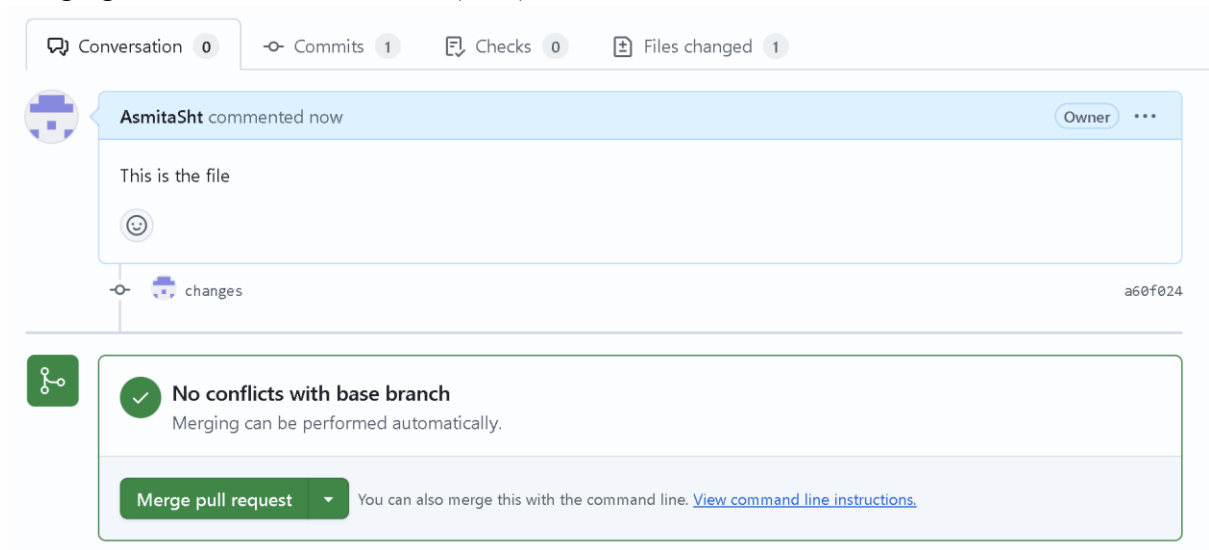 Conversation 0 Commits 1 Checks 0 Files changed 1
AsmitaSht commented now Owner
This is the file
changes a60f024
No conflicts with base branch
Merging can be performed automatically.
Merge pull request You can also merge this with the command line. View command line instructions.